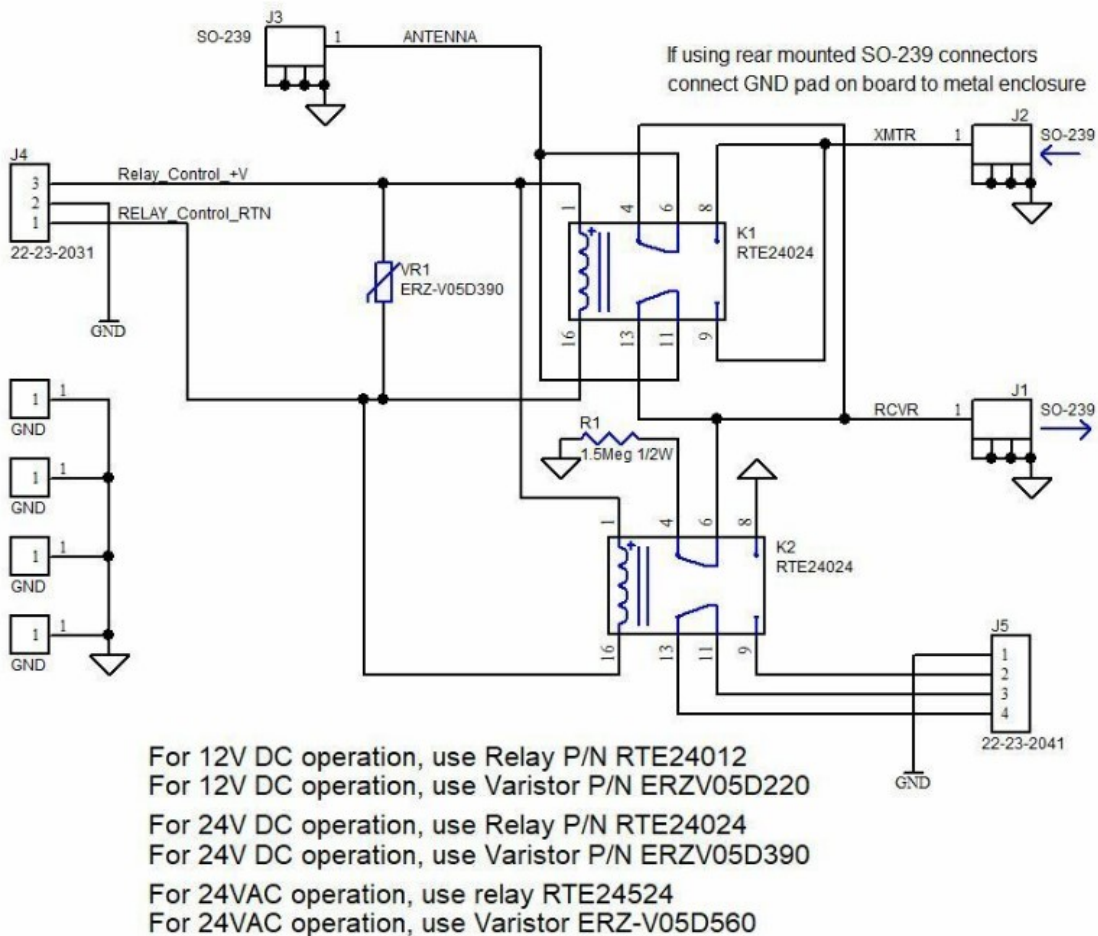 J3
SO-239
1
ANTENNA
If using rear mounted SO-239 connectors
connect GND pad on board to metal enclosure
J2
XMTR
1
SO-239
J4
3
2
1
22-23-2031
Relay_Control_+V
RELAY_Control_RTN
GND
VR1
ERZ-V05D390
1
4
6
8
K1
RTE24024
16
13
11
9
J1
RCVR
1
SO-239
R1
1.5Meg 1/2W
1
1
GND
1
1
GND
1
1
GND
1
1
GND
1
4
6
8
K2
RTE24024
16
13
11
9
J5
1
2
3
4
22-23-2041
GND
For 12V DC operation, use Relay P/N RTE24012
For 12V DC operation, use Varistor P/N ERZV05D220
For 24V DC operation, use Relay P/N RTE24024
For 24V DC operation, use Varistor P/N ERZV05D390
For 24VAC operation, use relay RTE24524
For 24VAC operation, use Varistor ERZ-V05D560